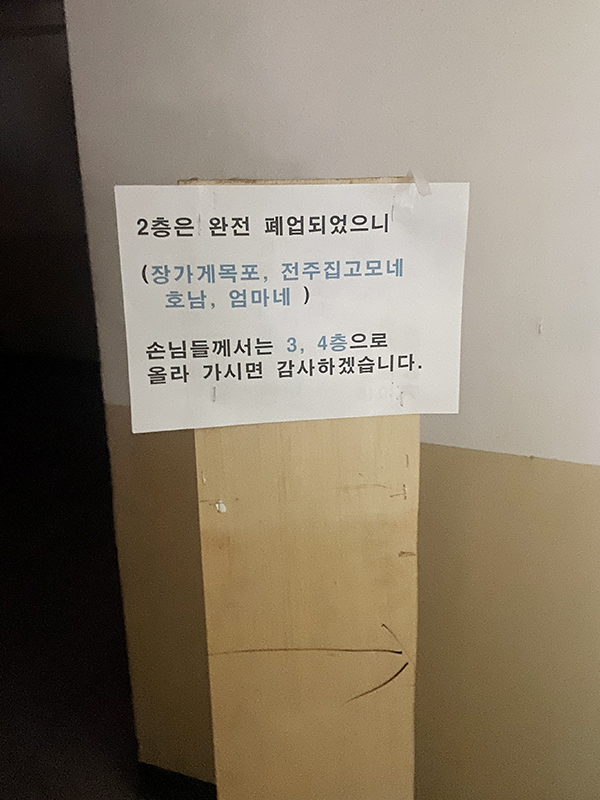 2층은 완전 폐업되었으니
(장가게목포, 전주집고모네
호남, 엄마네 )
손님들께서는 3, 4층으로
올라 가시면 감사하겠습니다.